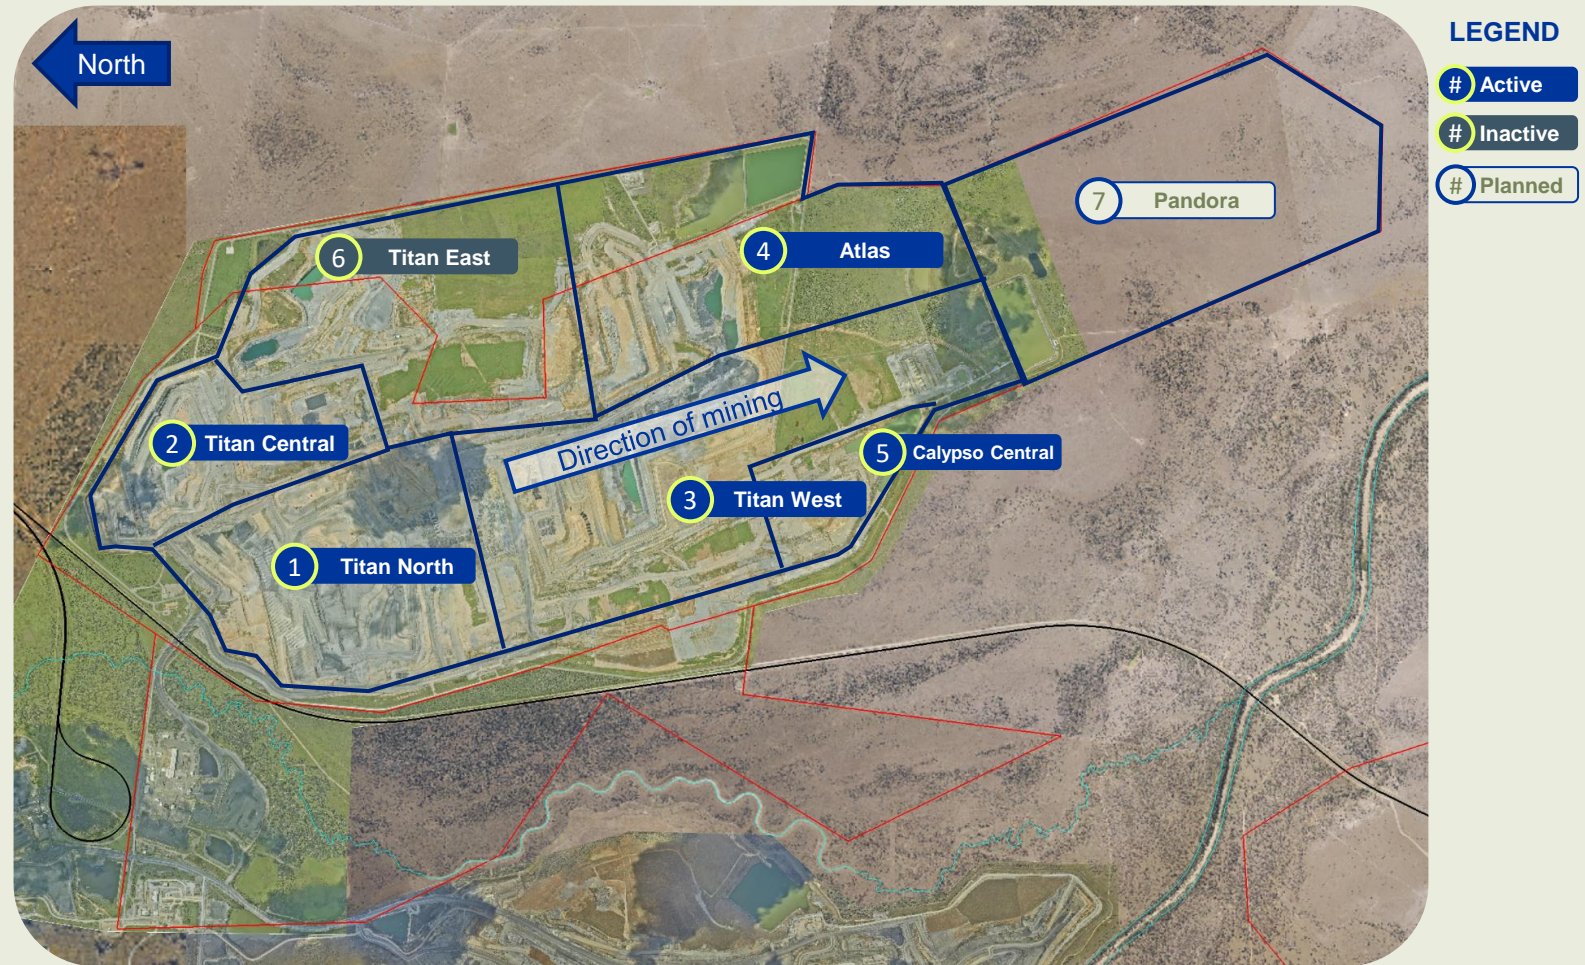 North
LEGEND
# Active
# Inactive
# Planned
7 Pandora
6 Titan East
4 Atlas
Direction of mining
2 Titan Central
5 Calypso Central
3 Titan West
1 Titan North